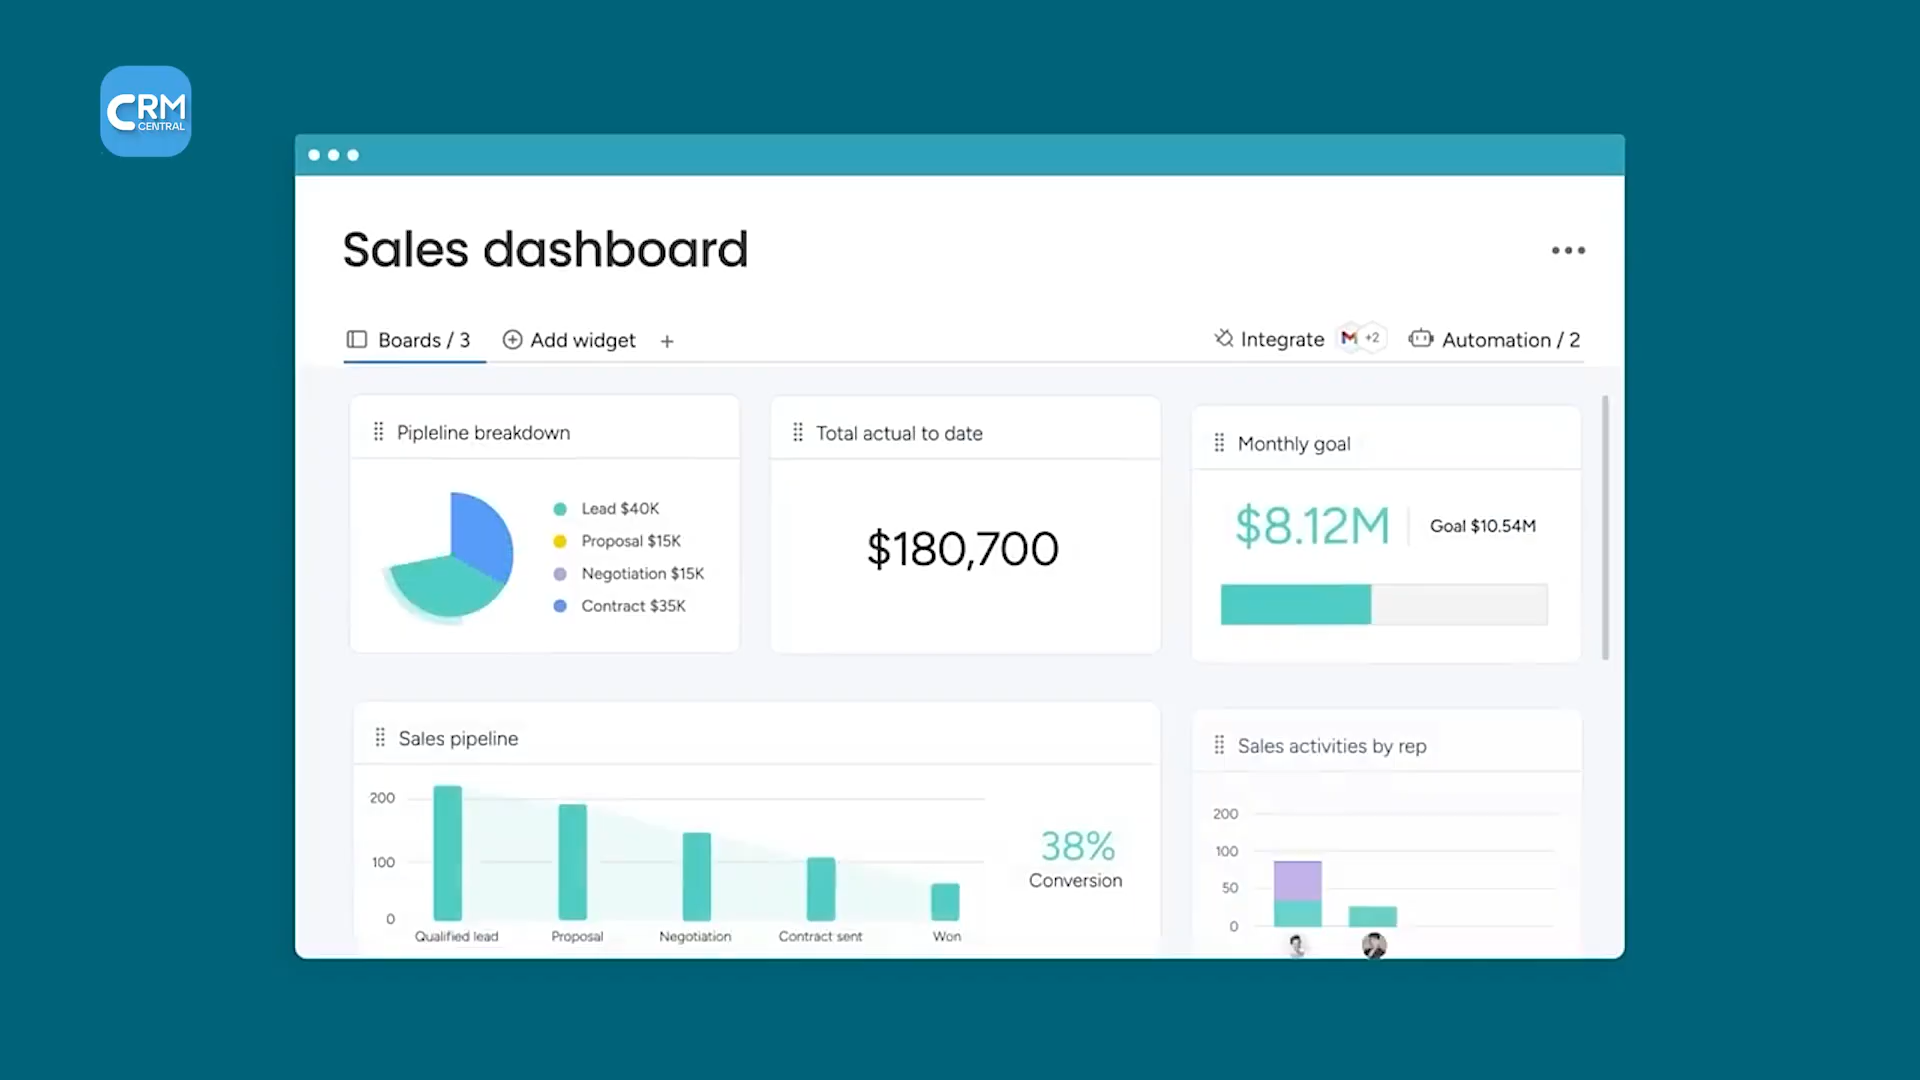 CRM
CENTRAL
Sales dashboard
Boards / 3
Add widget
+
Integrate
+2
Automation / 2
Pipleline breakdown
Lead $40K
Proposal $15K
Negotiation $15K
Contract $35K
Total actual to date
$180,700
Monthly goal
$8.12M
Goal $10.54M
Sales pipeline
200
100
0
Qualified lead
Proposal
Negotiation
Contract sent
Won
38%
Conversion
Sales activities by rep
200
100
50
0